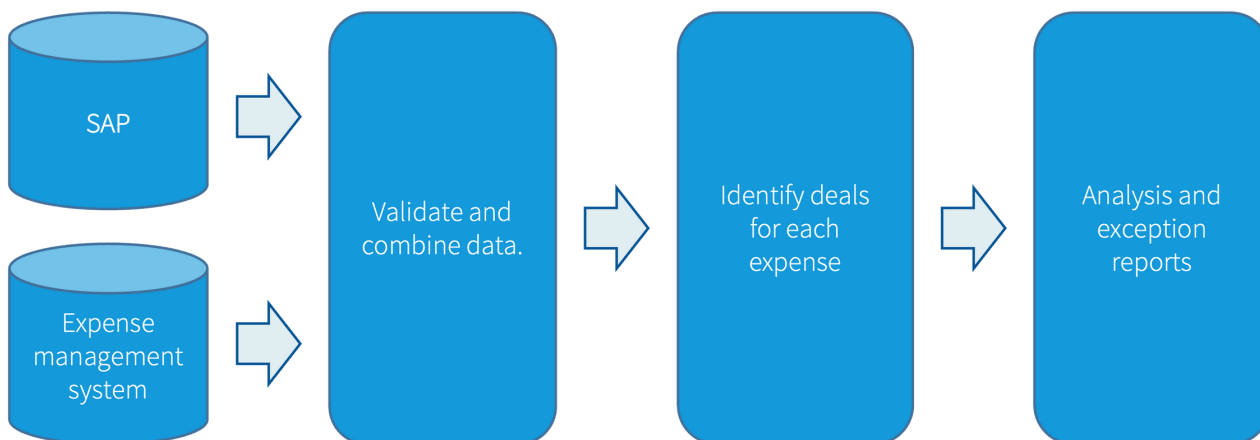 SAP
Expense
management
system
Validate and
combine data.
Identify deals
for each
expense
Analysis and
exception
reports